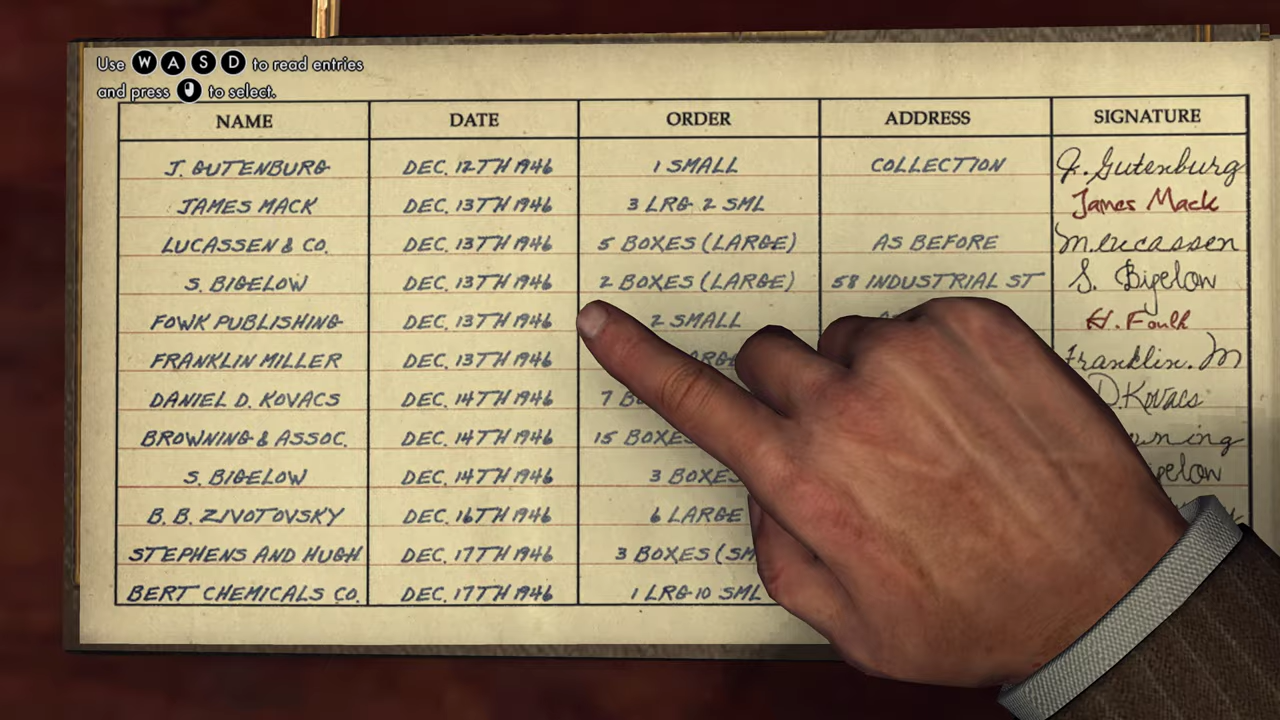 Use W A S D to read entries
and press to select.
NAME DATE ORDER ADDRESS SIGNATURE
J. GUTENBURG DEC. 12TH 1946 1 SMALL COLLECTION J. Gutenburg
JAMES MACK DEC. 13TH 1946 3 LRG 2 SML James Mack
LUCASSEN & CO. DEC. 13TH 1946 5 BOXES (LARGE) AS BEFORE M. Lucassen
S. BIGELOW DEC. 13TH 1946 2 BOXES (LARGE) 58 INDUSTRIAL ST S. Bigelow
FOWK PUBLISHING DEC. 13TH 1946 2 SMALL H. Foulk
FRANKLIN MILLER DEC. 13TH 1946 Franklin. M
DANIEL D. KOVACS DEC. 14TH 1946 7 D. Kovacs
BROWNING & ASSOC. DEC. 14TH 1946 15 BOXES
S. BIGELOW DEC. 14TH 1946 3 BOXES
B. B. ZIVOTOVSKY DEC. 16TH 1946 6 LARGE
STEPHENS AND HUGH DEC. 17TH 1946 3 BOXES
BERT CHEMICALS CO. DEC. 17TH 1946 1 LRG 10 SML